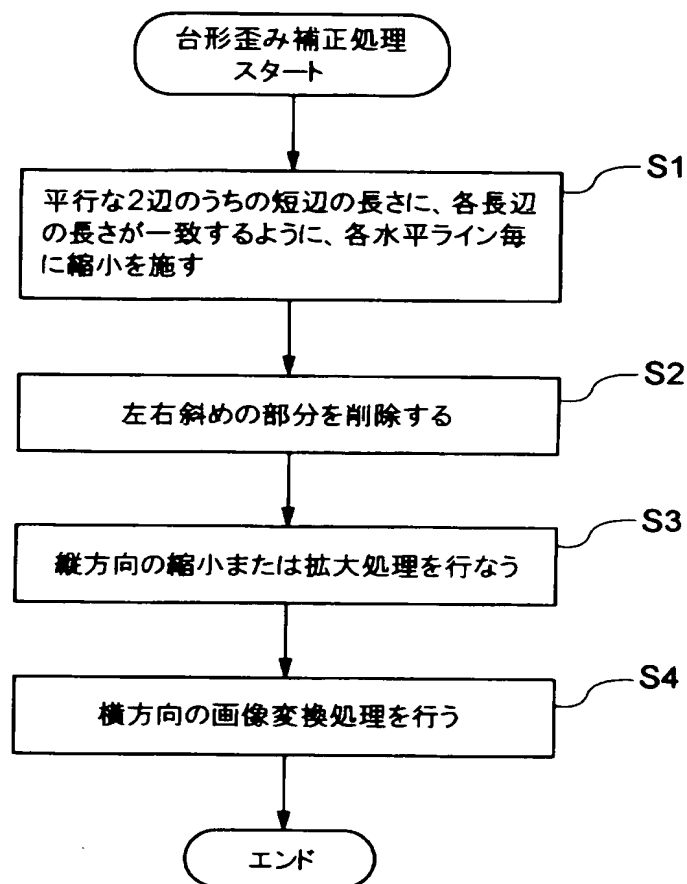 台形歪み補正処理
スタート
S1
平行な2辺のうちの短辺の長さに、各長辺
の長さが一致するように、各水平ライン毎
に縮小を施す
S2
左右斜めの部分を削除する
S3
縦方向の縮小または拡大処理を行なう
S4
横方向の画像変換処理を行う
エンド